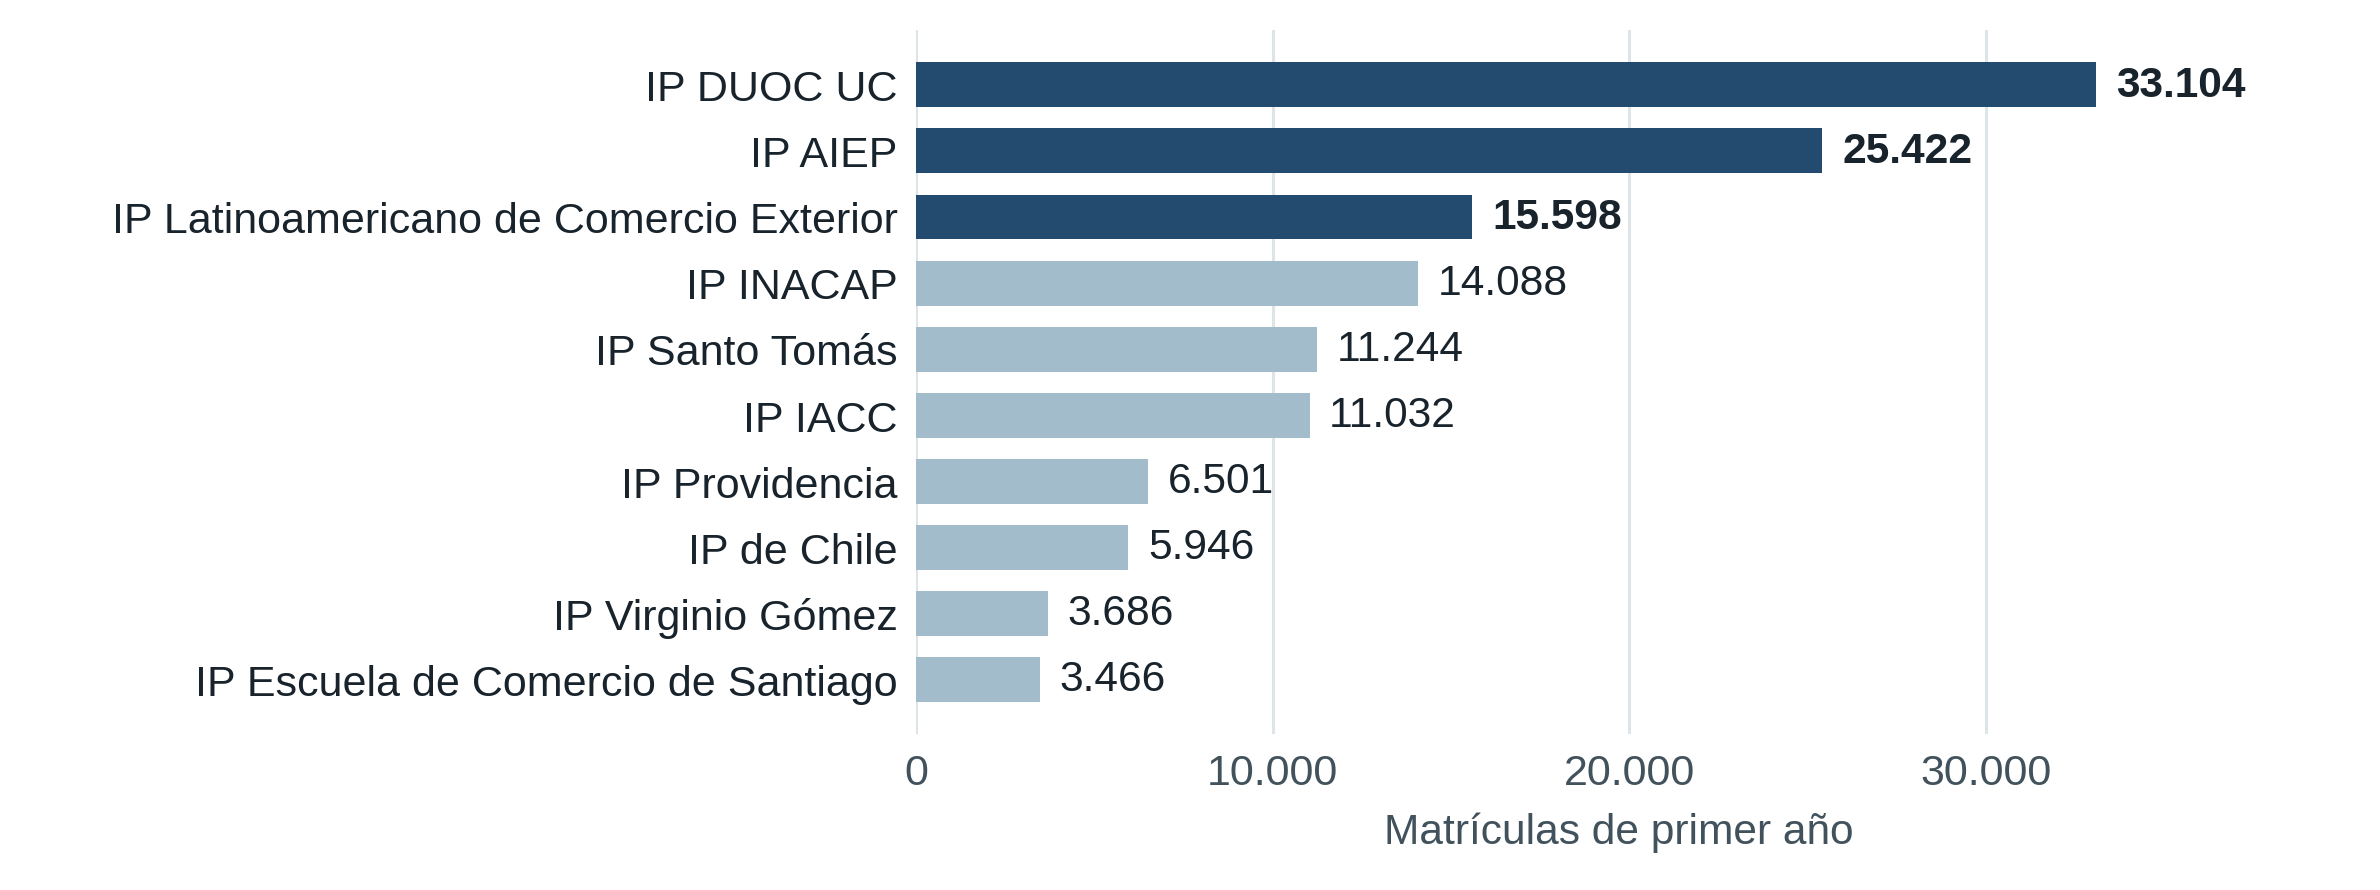 IP DUOC UC 33.104
IP AIEP 25.422
IP Latinoamericano de Comercio Exterior 15.598
IP INACAP 14.088
IP Santo Tomás 11.244
IP IACC 11.032
IP Providencia 6.501
IP de Chile 5.946
IP Virginio Gómez 3.686
IP Escuela de Comercio de Santiago 3.466
0 10.000 20.000 30.000
Matrículas de primer año